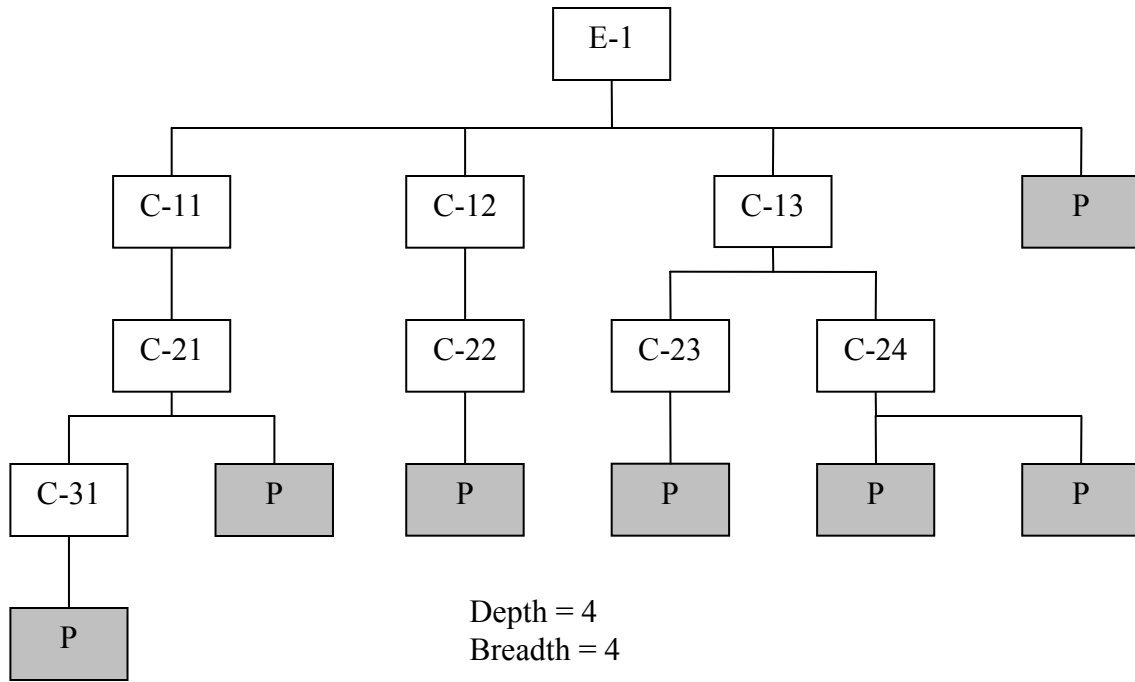 E-1
C-11
C-12
C-13
P
C-21
C-22
C-23
C-24
C-31
P
P
P
P
P
P
Depth = 4
Breadth = 4